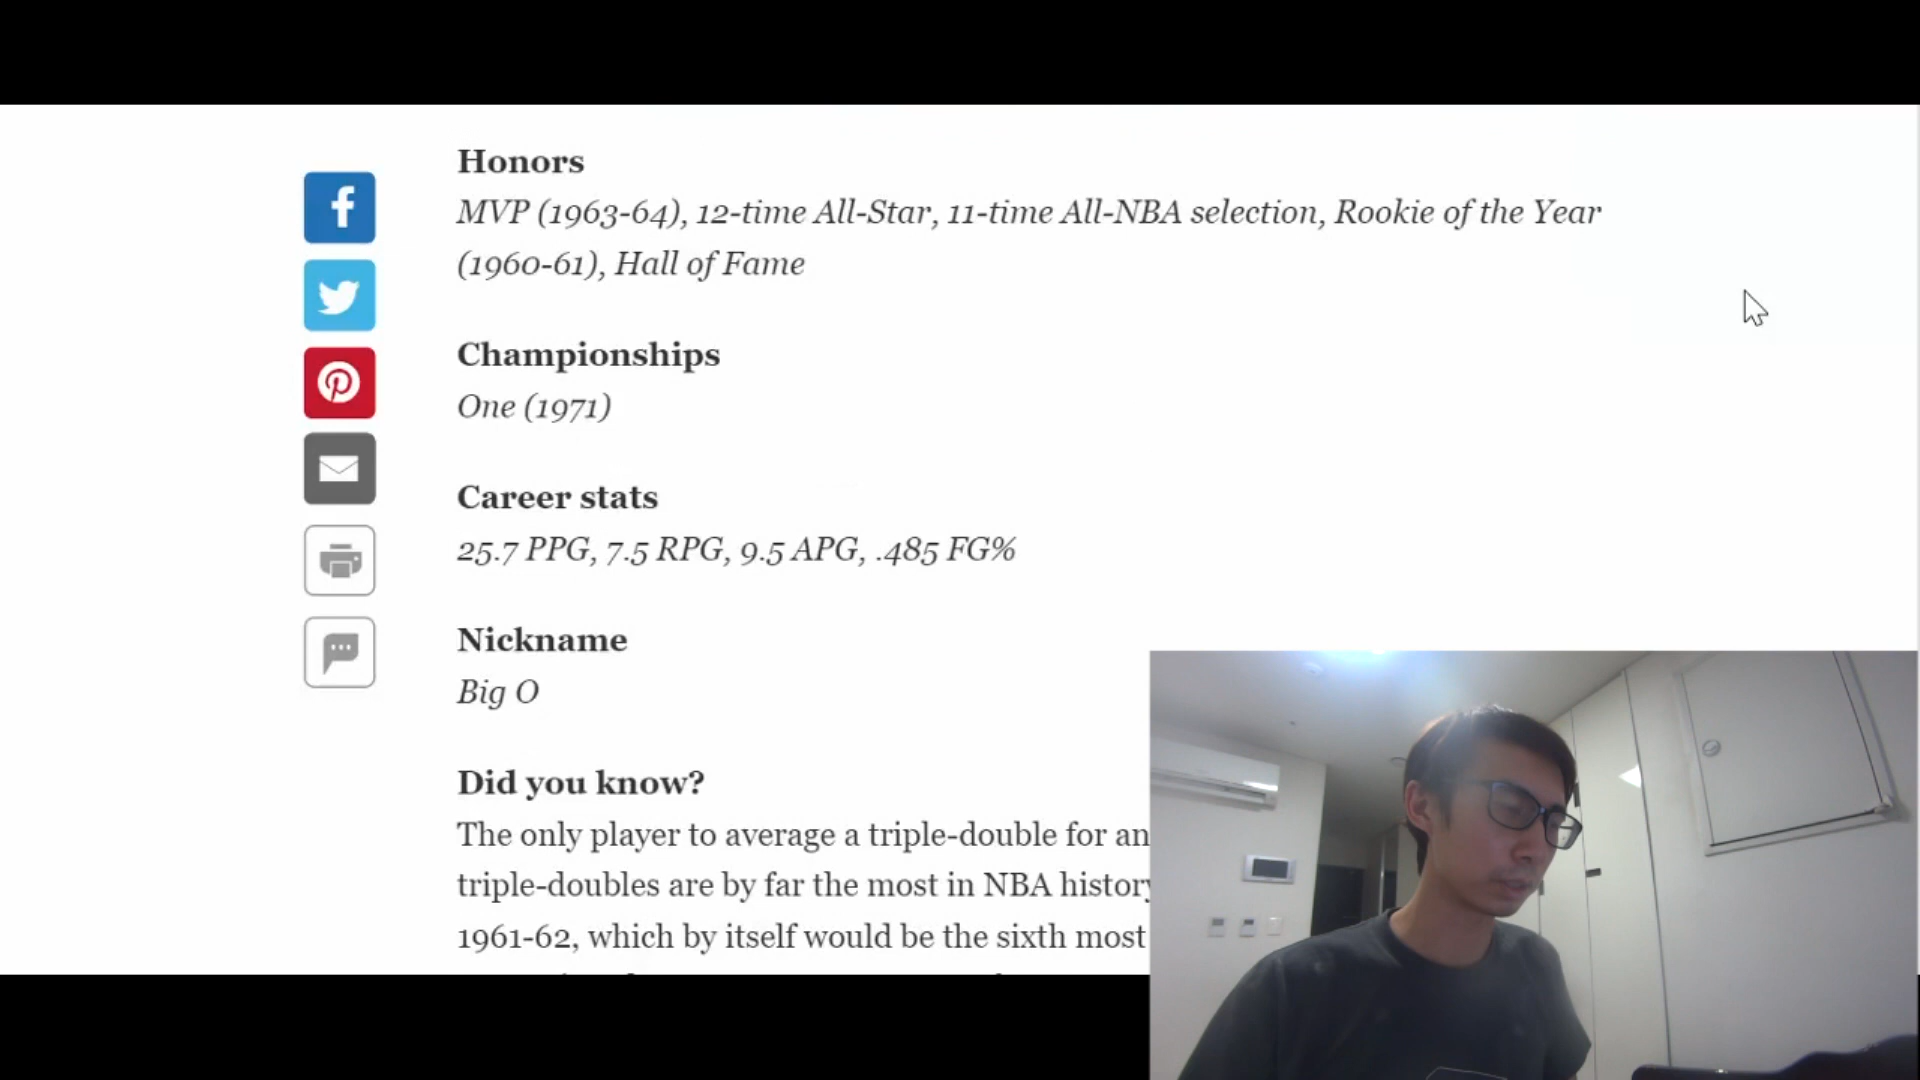 Honors
MVP (1963-64), 12-time All-Star, 11-time All-NBA selection, Rookie of the Year
(1960-61), Hall of Fame
Championships
One (1971)
Career stats
25.7 PPG, 7.5 RPG, 9.5 APG, .485 FG%
Nickname
Big O
Did you know?
The only player to average a triple-double for an
triple-doubles are by far the most in NBA history
1961-62, which by itself would be the sixth most